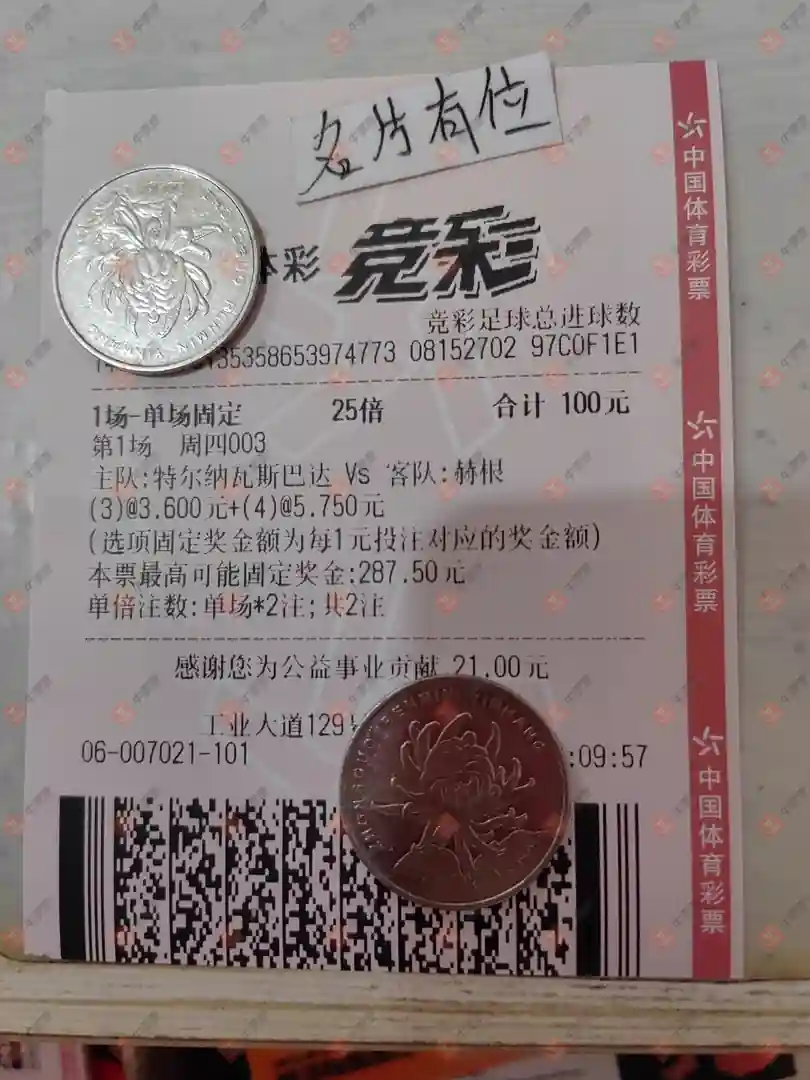 名片有位
体彩 竞彩
竞彩足球总进球数
35358653974773 08152702 97C0F1E1
1场-单场固定 25倍 合计 100元
第1场 周四003
主队:特尔纳瓦斯巴达 Vs 客队:赫根
(3)@3.600元+(4)@5.750元
(选项固定奖金额为每1元投注对应的奖金额)
本票最高可能固定奖金:287.50元
单倍注数:单场*2注;共2注
感谢您为公益事业贡献 21.00元
工业大道129号
06-007021-101 :09:57
中国体育彩票
中国体育彩票
中国体育彩票